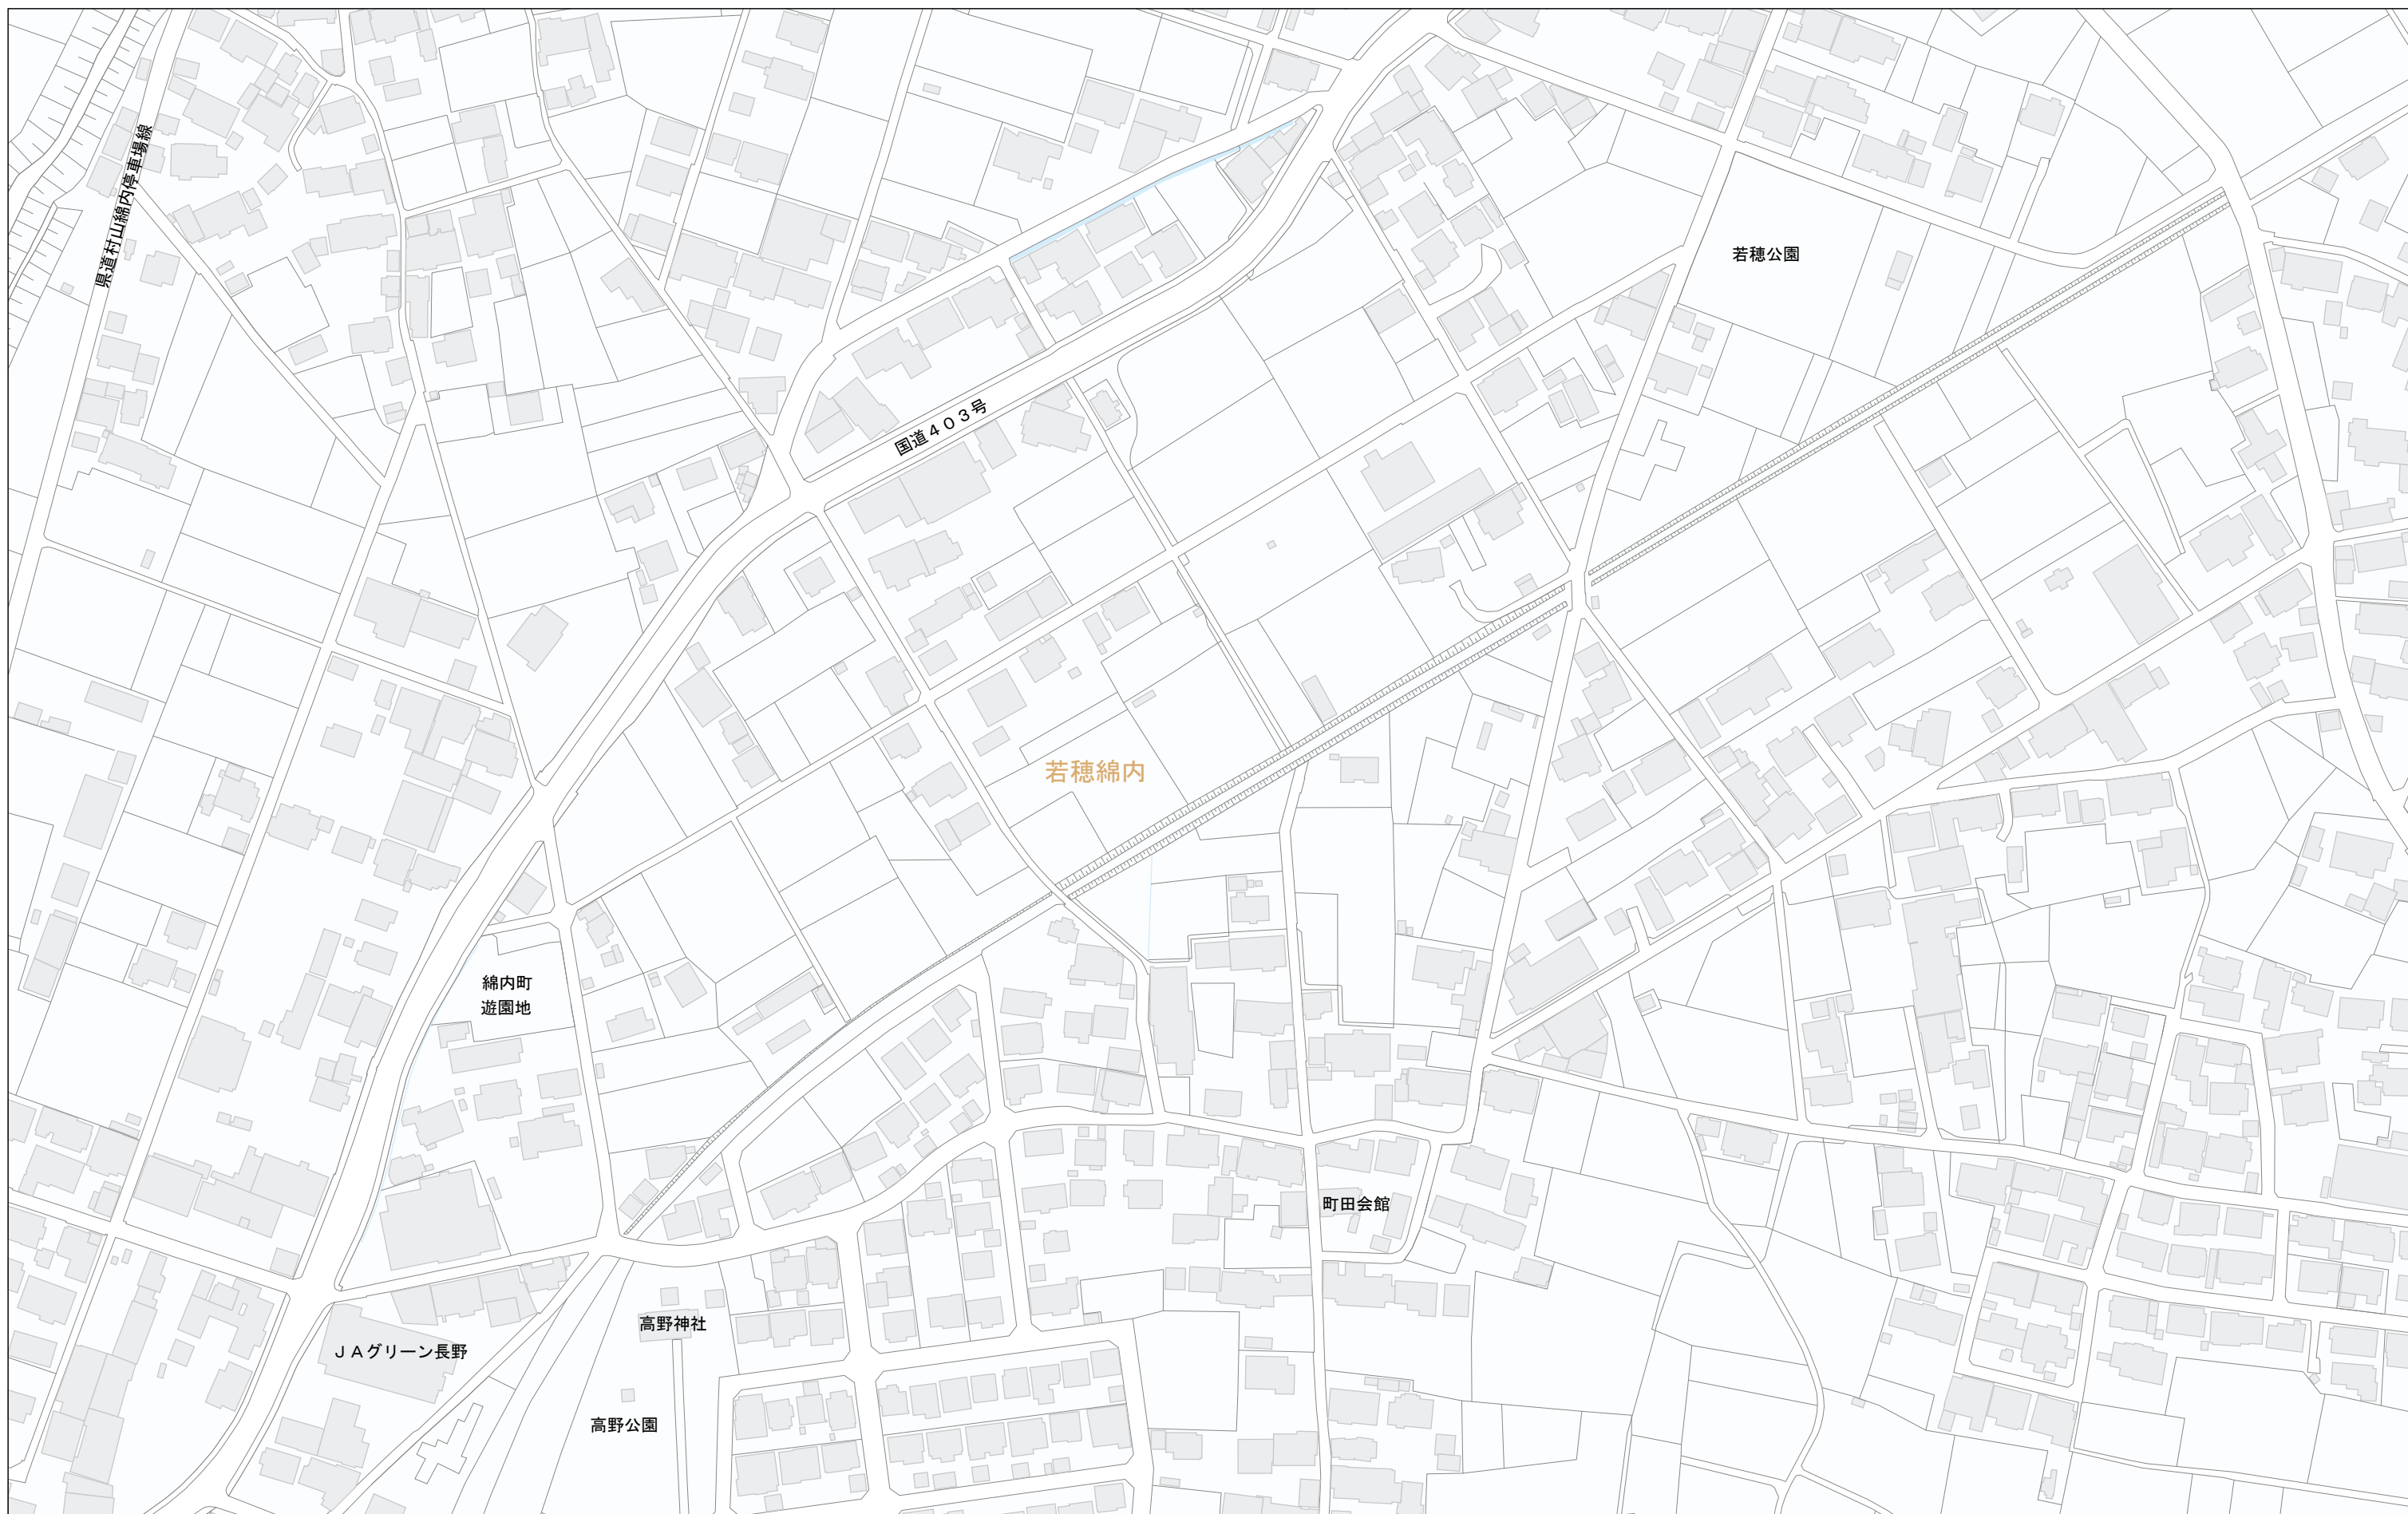 県道村山綿内停車場線
若穂公園
国道４０３号
若穂綿内
綿内町
遊園地
町田会館
高野神社
ＪＡグリーン長野
高野公園